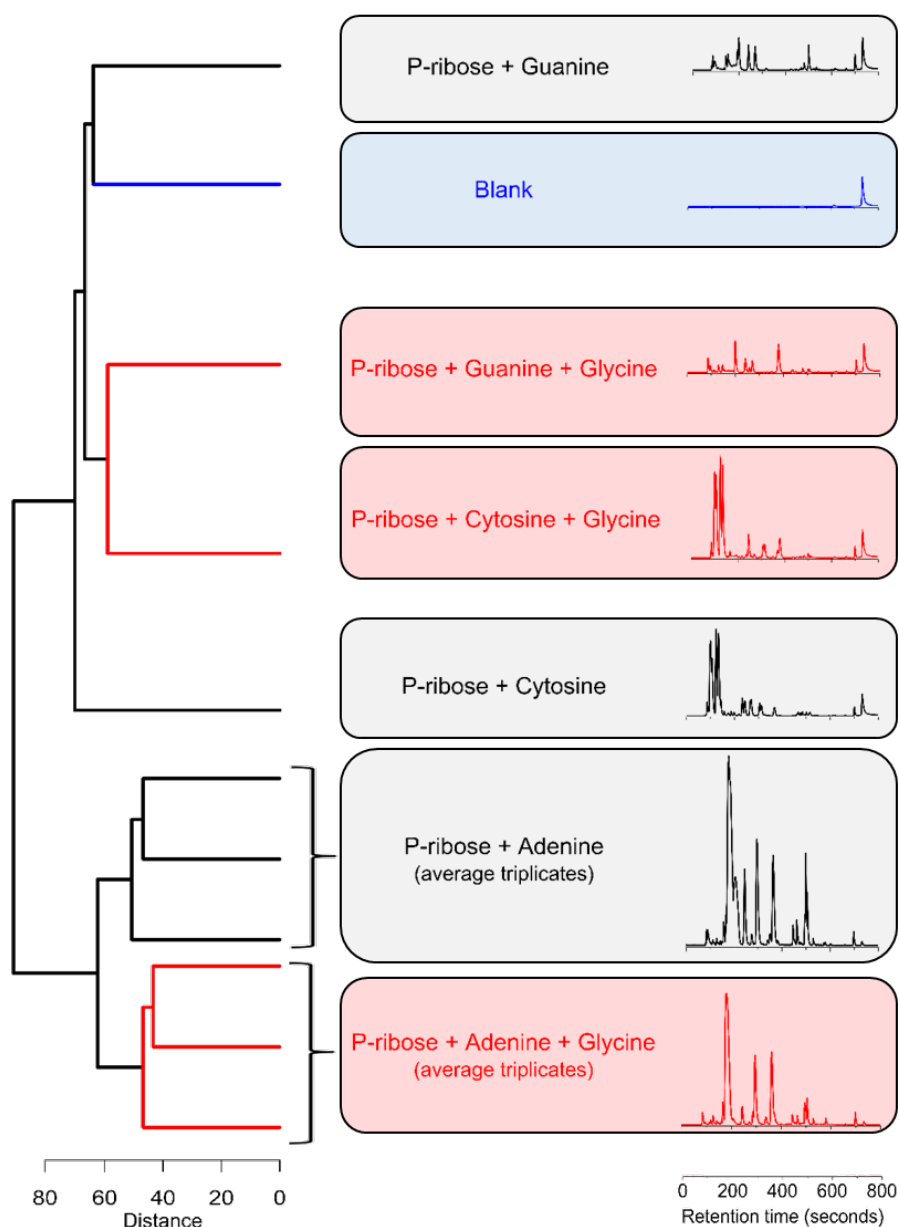 P-ribose + Guanine
Blank
P-ribose + Guanine + Glycine
P-ribose + Cytosine + Glycine
P-ribose + Cytosine
P-ribose + Adenine
(average triplicates)
P-ribose + Adenine + Glycine
(average triplicates)
80 60 40 20 0
Distance
0 200 400 600 800
Retention time (seconds)